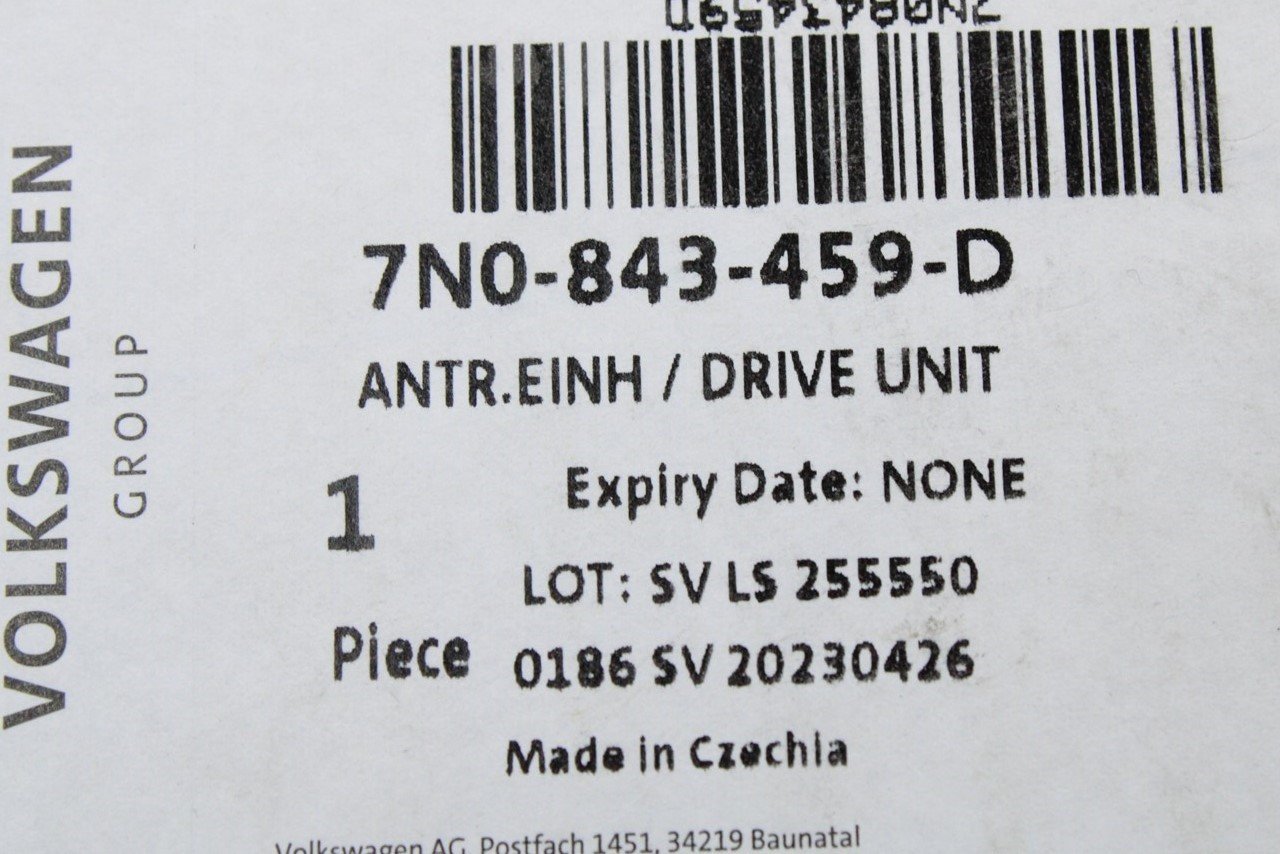 7N0843459D
7N0-843-459-D
ANTR.EINH / DRIVE UNIT
1
Expiry Date: NONE
LOT: SV LS 255550
Piece
0186 SV 20230426
Made in Czechia
Volkswagen AG, Postfach 1451, 34219 Baunatal
VOLKSWAGEN
GROUP